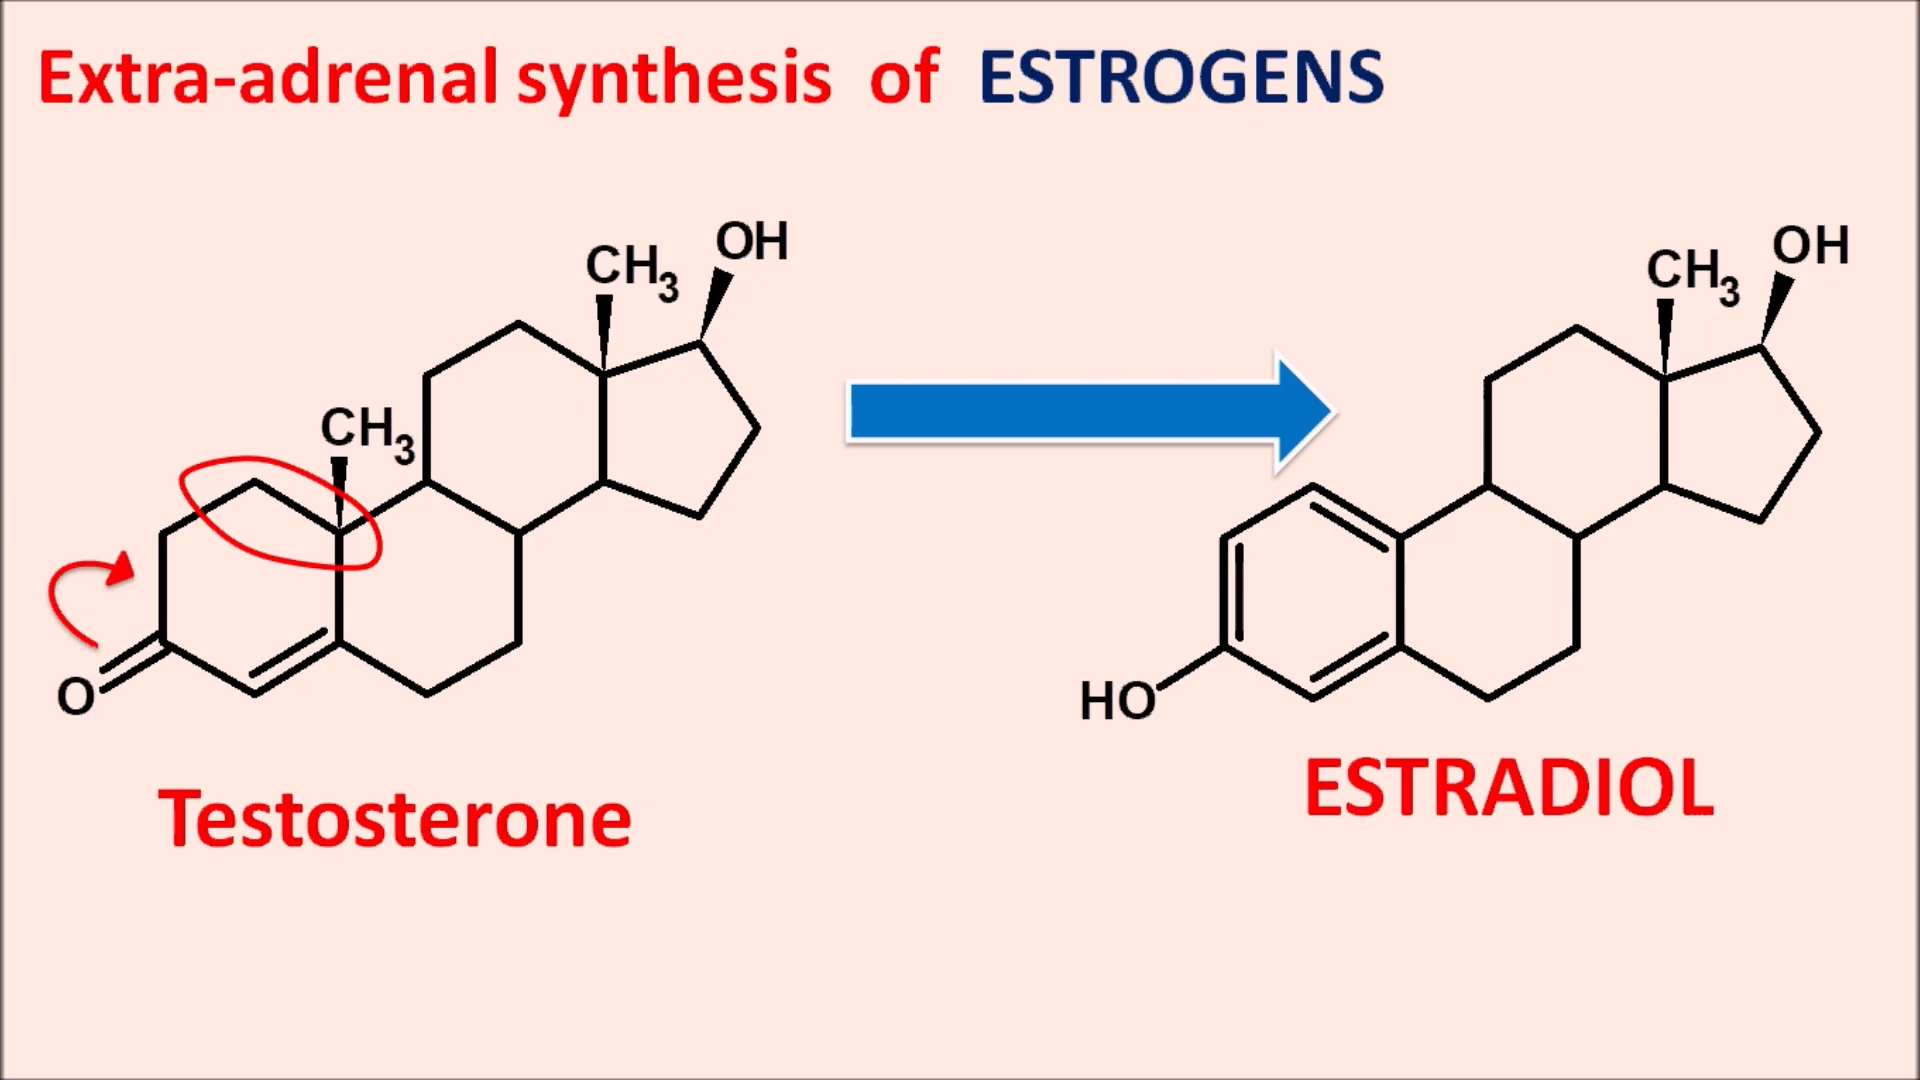 Extra-adrenal synthesis of ESTROGENS
OH
CH3
CH3
O
Testosterone
OH
CH3
HO
ESTRADIOL